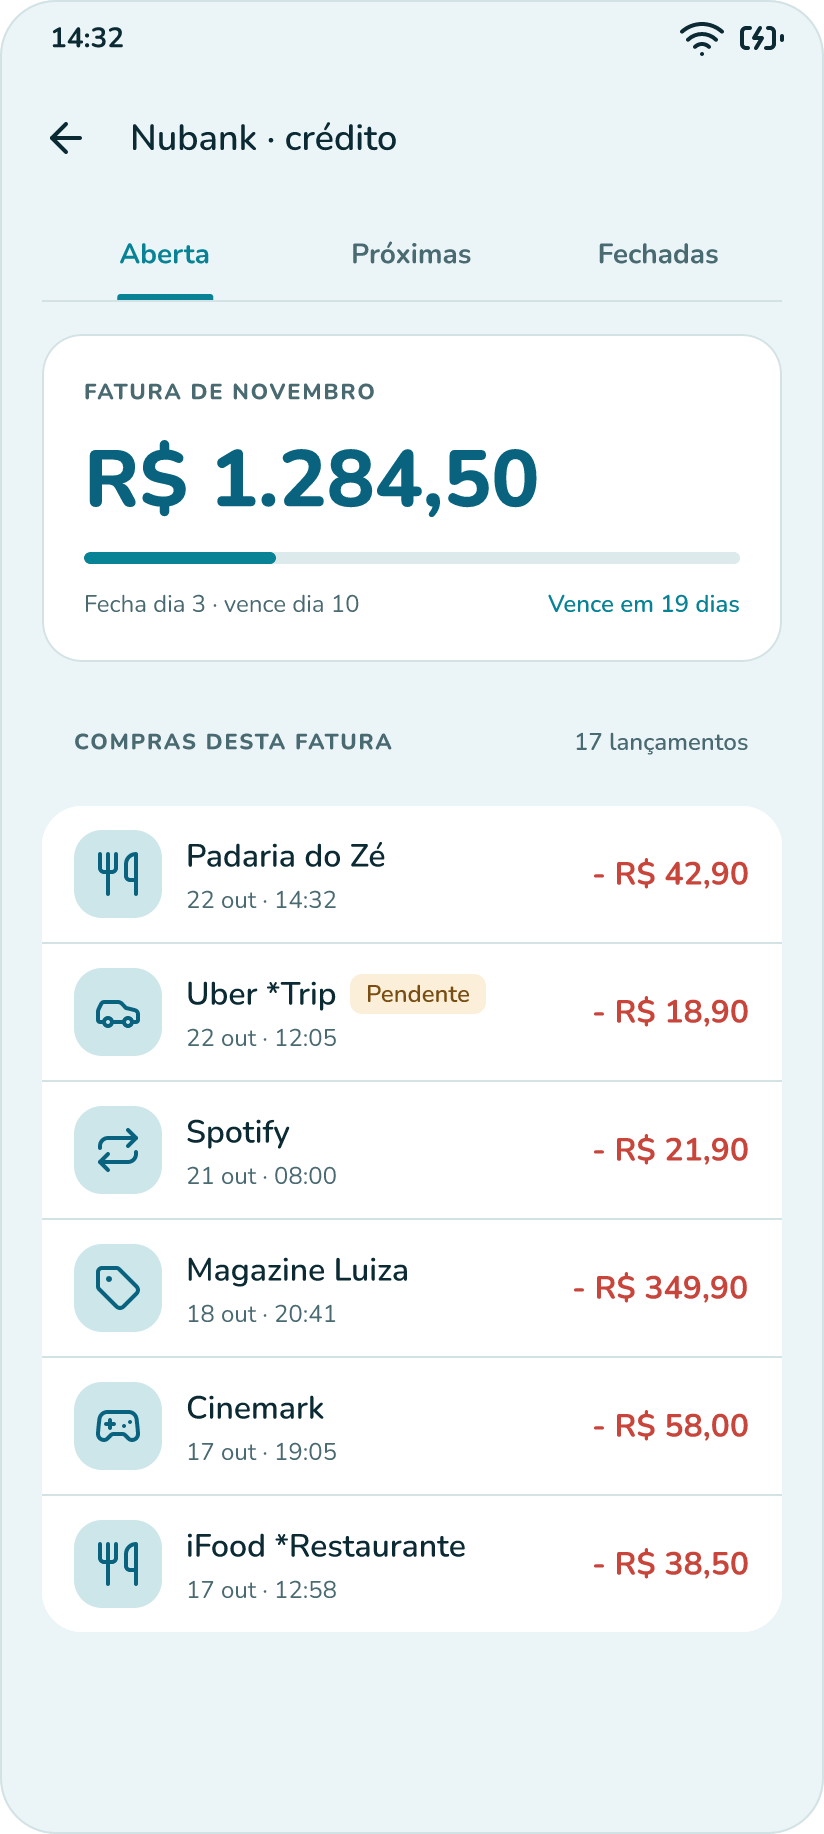 14:32
Nubank · crédito
Aberta Próximas Fechadas
FATURA DE NOVEMBRO
R$ 1.284,50
Fecha dia 3 · vence dia 10 Vence em 19 dias
COMPRAS DESTA FATURA 17 lançamentos
Padaria do Zé
22 out · 14:32
- R$ 42,90
Uber *Trip Pendente
22 out · 12:05
- R$ 18,90
Spotify
21 out · 08:00
- R$ 21,90
Magazine Luiza
18 out · 20:41
- R$ 349,90
Cinemark
17 out · 19:05
- R$ 58,00
iFood *Restaurante
17 out · 12:58
- R$ 38,50